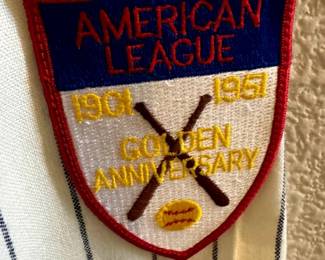 AMERICAN
LEAGUE
1901 1951
GOLDEN
ANNIVERSARY